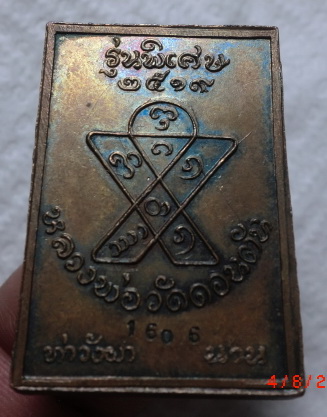 รุ่นพิเศษ
๒๕๑๙
หลวงพ่อวัดดอนตัน
1606
ท่าวังผา น่าน
4/8/2